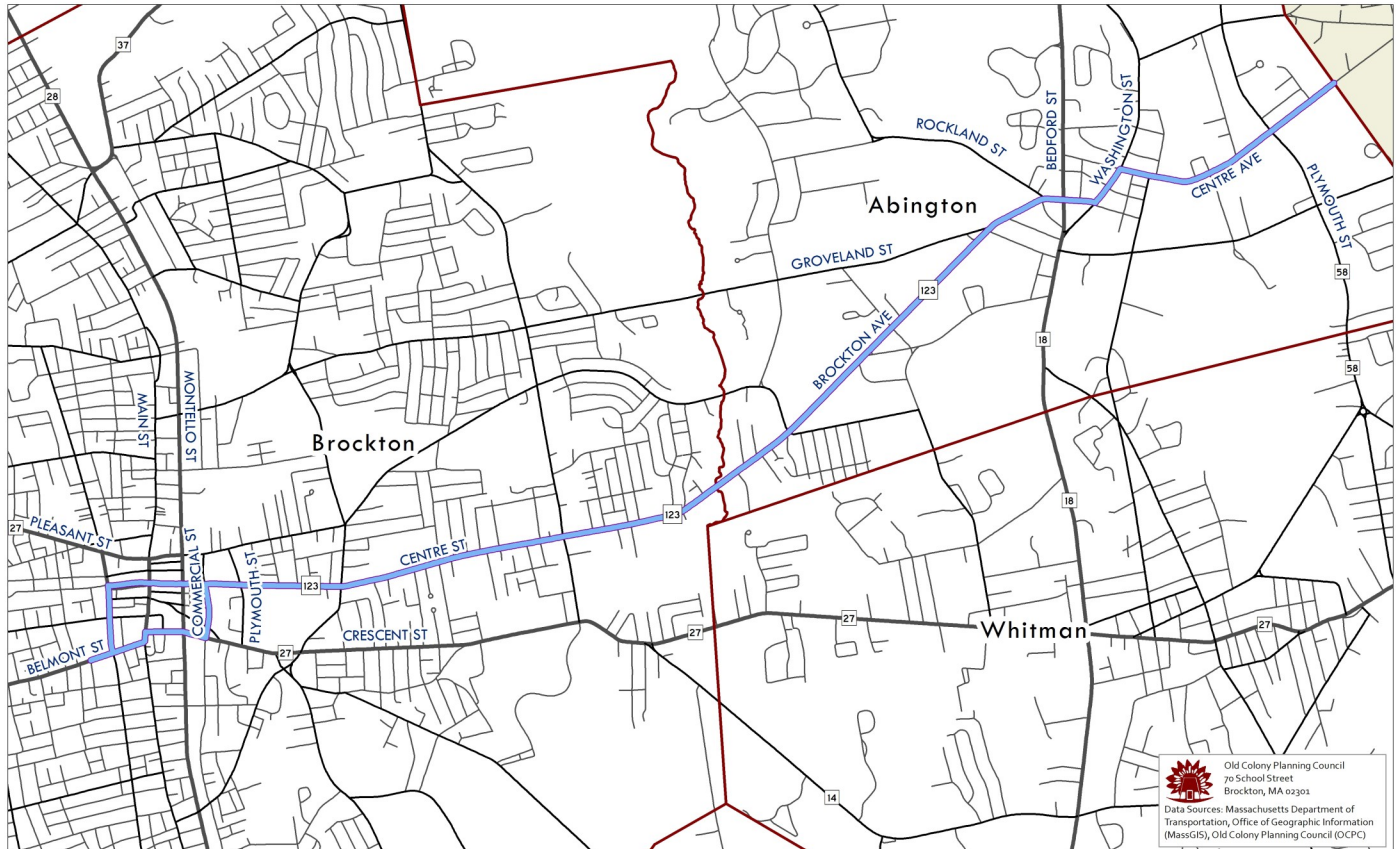 37
28
ROCKLAND ST
BEDFORD ST
WASHINGTON ST
CENTRE AVE
PLYMOUTH ST
Abington
GROVELAND ST
58
123
BROCKTON AVE
18
58
MAIN ST
MONTELLO ST
Brockton
18
123
27
PLEASANT ST
COMMERCIAL ST
PLYMOUTH ST
CENTRE ST
123
BELMONT ST
CRESCENT ST
27
27
27
Whitman
27
14
Old Colony Planning Council
70 School Street
Brockton, MA 02301
Data Sources: Massachusetts Department of
Transportation, Office of Geographic Information
(MassGIS), Old Colony Planning Council (OCPC)